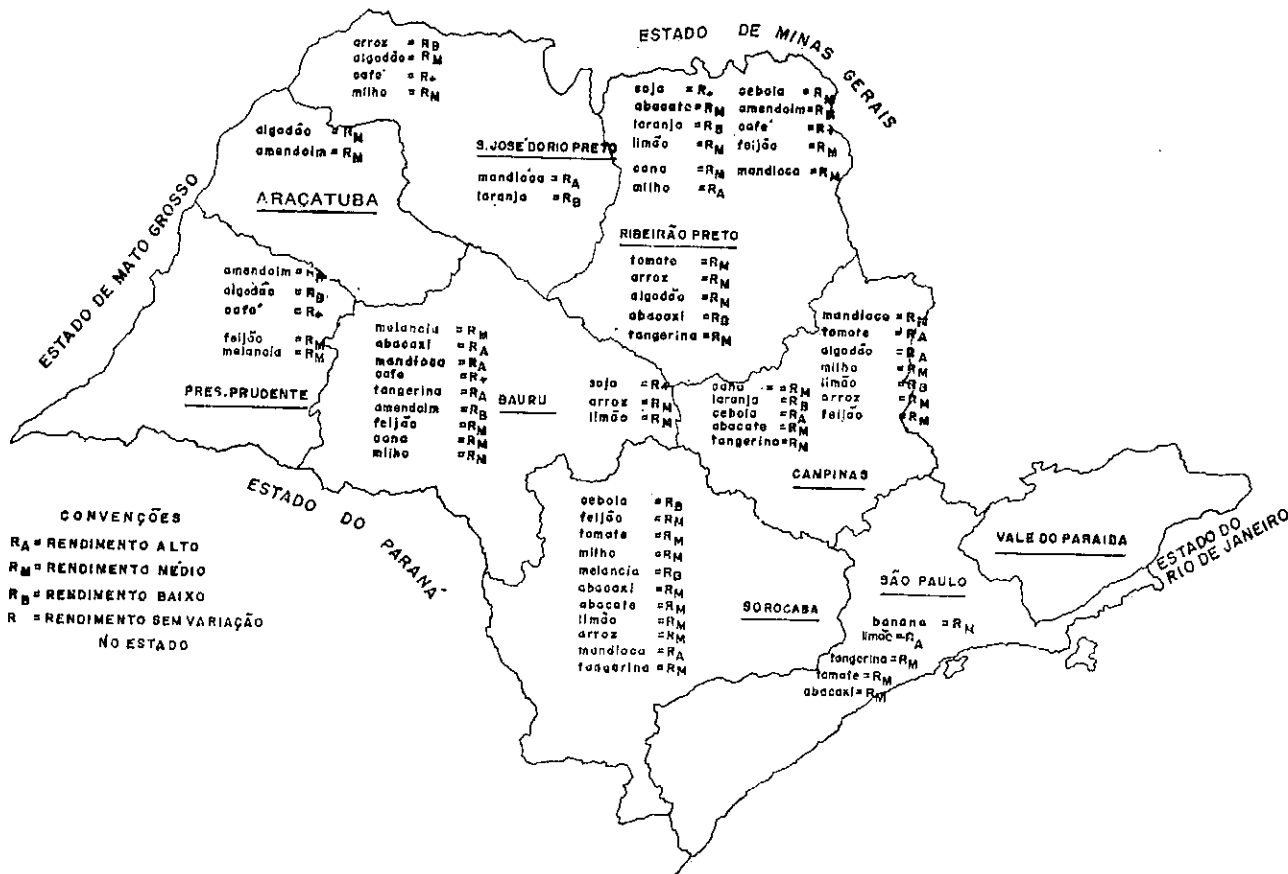 ESTADO DE MINAS GERAIS
arroz = RB
algodão = RM
café = R+
milho = RM
S. JOSÉ DO RIO PRETO
mandioca = RA
laranja = RB
algodão = RM
amendoim = RM
ARAÇATUBA
soja = R+
abacate = RM
laranja = RB
limão = RM
cana = RM
milho = RA
cebola = RM
amendoim =
café = R+
feijão = RM
mandioca = RM
RIBEIRÃO PRETO
tomate = RM
arroz = RM
algodão = RM
abacaxi = RB
tangerina = RM
ESTADO DE MATO GROSSO
amendoim =
algodão = RB
café = R+
feijão = RM
melancia = RM
PRES. PRUDENTE
melancia = RM
abacaxi = RA
mandioca = RA
café = R+
tangerina = RA
amendoim = RB
feijão = RM
cana = RM
milho = RM
BAURU
soja = R+
arroz = RM
limão = RM
cana = RM
laranja = RB
cebola = RA
abacate = RM
tangerina = RM
mandioca =
tomate = RA
algodão = RA
milho = RM
limão = RB
arroz = RM
feijão = RM
CAMPINAS
ESTADO DO PARANÁ
cebola = RB
feijão = RM
tomate = RM
milho = RM
melancia = RB
abacaxi = RM
abacate = RM
limão = RM
arroz = RM
mandioca = RA
tangerina = RM
SOROCABA
SÃO PAULO
banana = RM
limão = RA
tangerina = RM
tomate = RM
abacaxi = RM
VALE DO PARAIBA
ESTADO DO
RIO DE JANEIRO
CONVENÇÕES
RA = RENDIMENTO ALTO
RM = RENDIMENTO MÉDIO
RB = RENDIMENTO BAIXO
R = RENDIMENTO SEM VARIAÇÃO
NO ESTADO